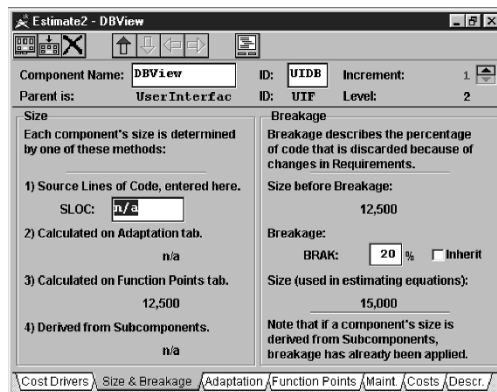 Estimate2 - DBView
Component Name: DBView ID: UIDB Increment: 1
Parent is: UserInterfac ID: UIF Level: 2
Size
Each component's size is determined
by one of these methods:
1) Source Lines of Code, entered here.
SLOC: n/a
2) Calculated on Adaptation tab.
n/a
3) Calculated on Function Points tab.
12,500
4) Derived from Subcomponents.
n/a
Breakage
Breakage describes the percentage
of code that is discarded because of
changes in Requirements.
Size before Breakage:
12,500
Breakage:
BRAK: 20 % Inherit
Size (used in estimating equations):
15,000
Note that if a component's size is
derived from Subcomponents,
breakage has already been applied.
Cost Drivers Size & Breakage Adaptation Function Points Maint. Costs Descr.